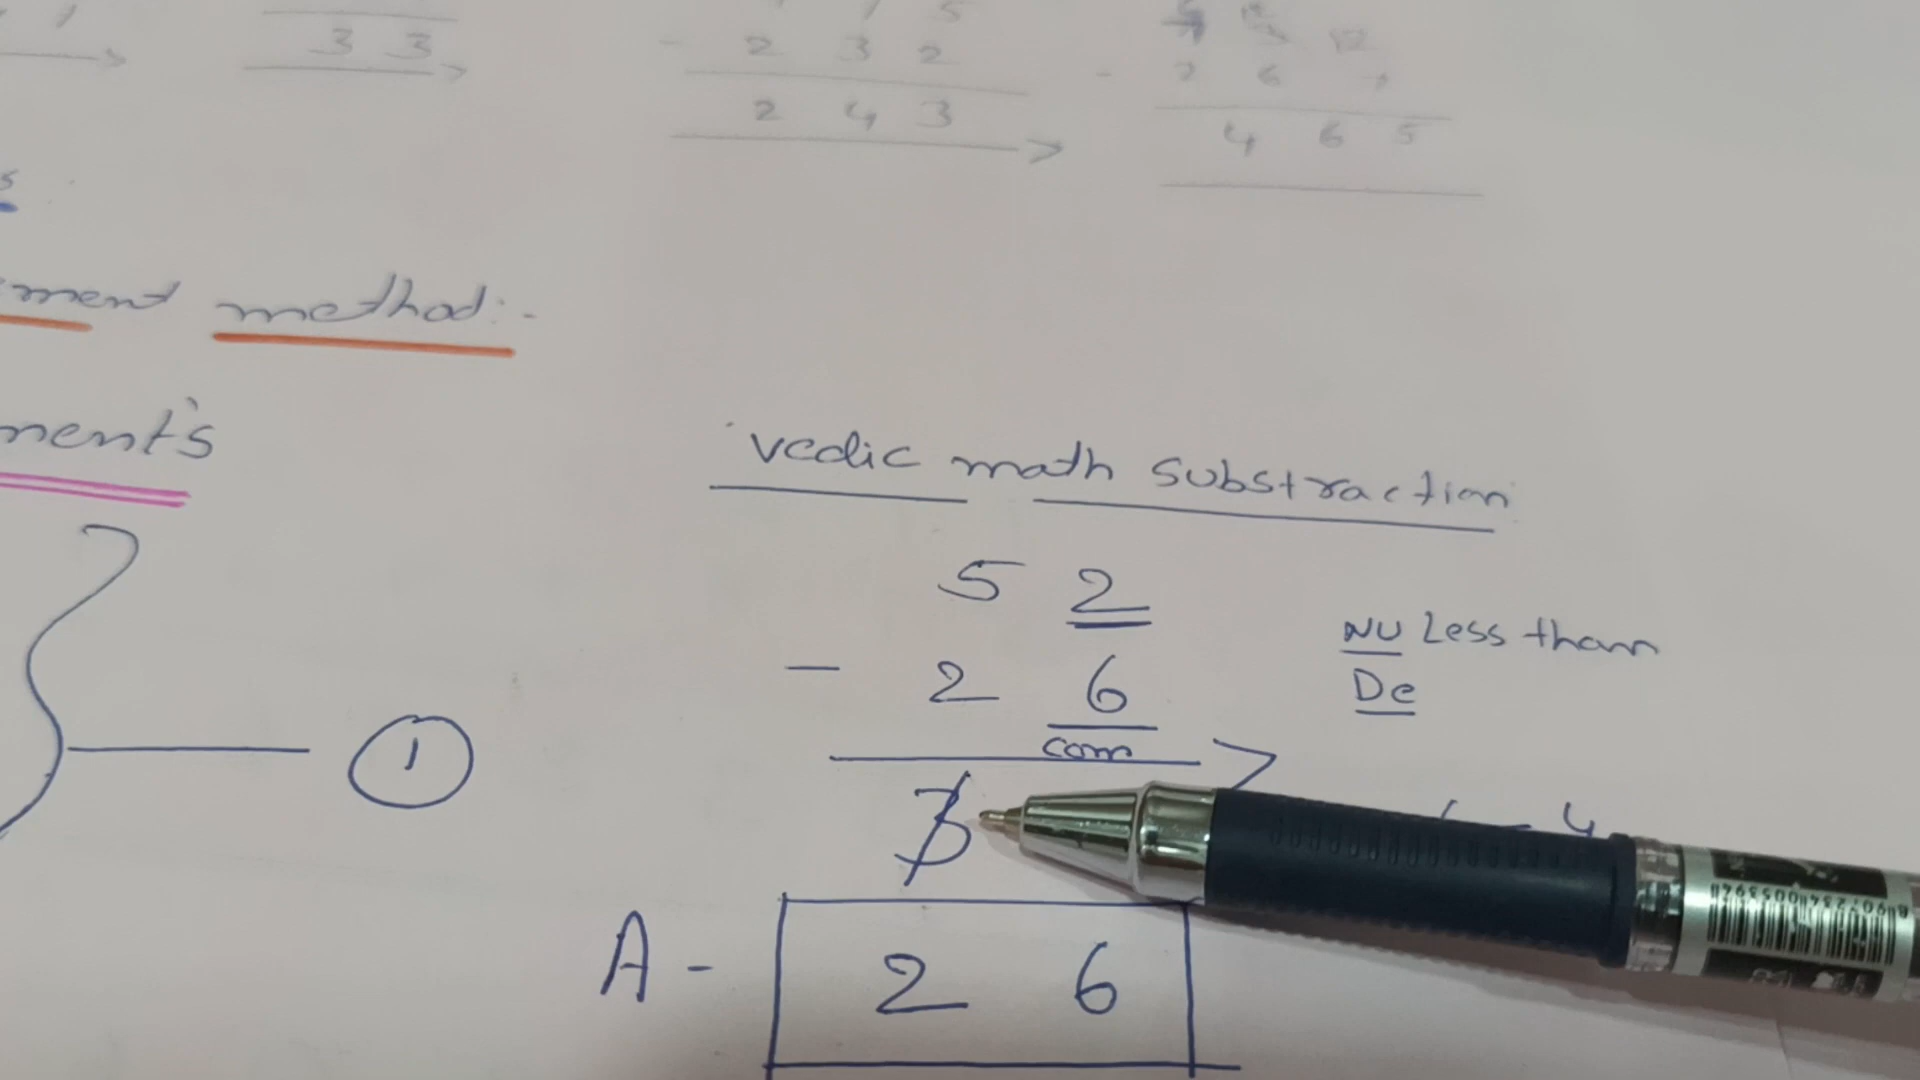 3 3
- 2 3 2
2 4 3
4 6 5
ment method:-
ment's
1
vedic math substraction
5 2
- 2 6
com
NU Less than
De
3
A - 2 6